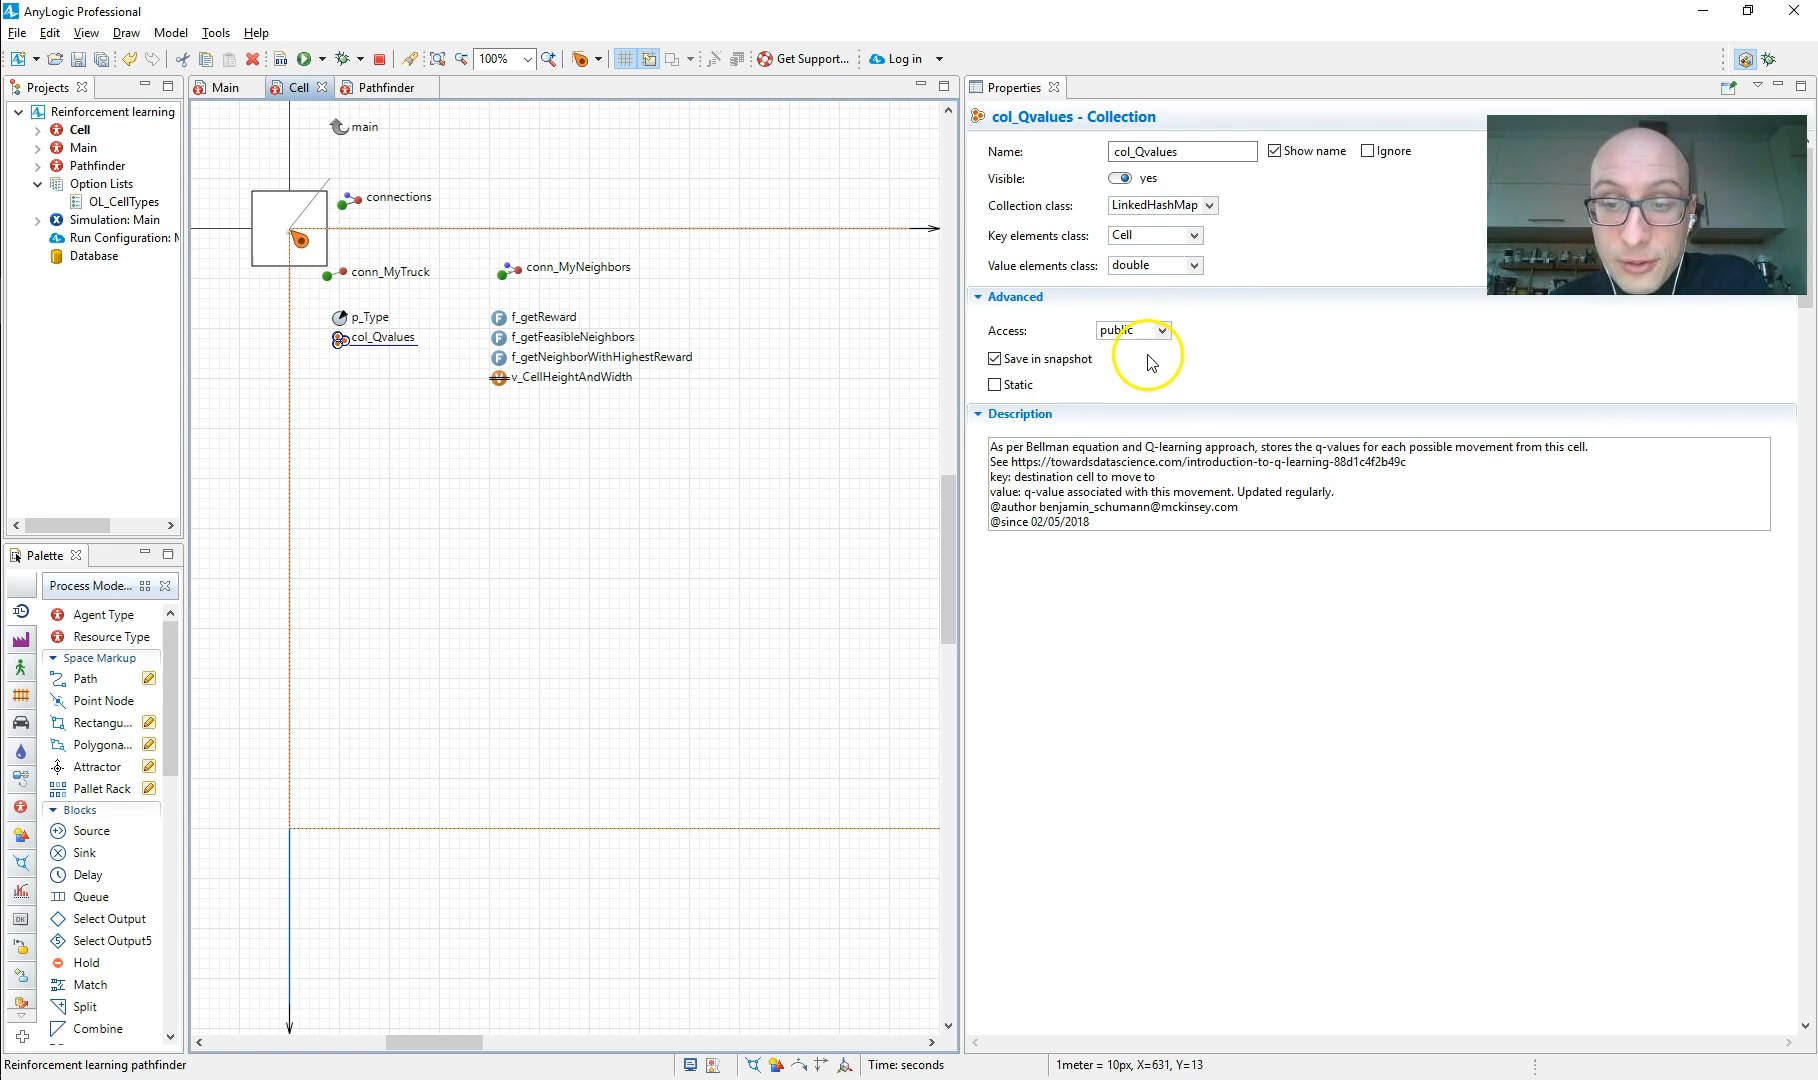 AnyLogic Professional
File Edit View Draw Model Tools Help
100% Get Support... Log in
Projects
Reinforcement learning
Cell
Main
Pathfinder
Option Lists
OL_CellTypes
Simulation: Main
Run Configuration:
Database
Palette
Process Mode...
Agent Type
Resource Type
Space Markup
Path
Point Node
Rectangu...
Polygona...
Attractor
Pallet Rack
Blocks
Source
Sink
Delay
Queue
Select Output
Select Output5
Hold
Match
Split
Combine
OK
Main Cell Pathfinder
main
connections
conn_MyTruck conn_MyNeighbors
p_Type f_getReward
col_Qvalues f_getFeasibleNeighbors
f_getNeighborWithHighestReward
v_CellHeightAndWidth
Properties
col_Qvalues - Collection
Name: col_Qvalues Show name Ignore
Visible: yes
Collection class: LinkedHashMap
Key elements class: Cell
Value elements class: double
Advanced
Access: public
Save in snapshot
Static
Description
As per Bellman equation and Q-learning approach, stores the q-values for each possible movement from this cell.
See https://towardsdatascience.com/introduction-to-q-learning-88d1c4f2b49c
key: destination cell to move to
value: q-value associated with this movement. Updated regularly.
@author benjamin_schumann@mckinsey.com
@since 02/05/2018
Reinforcement learning pathfinder Time: seconds 1meter = 10px, X=631, Y=13